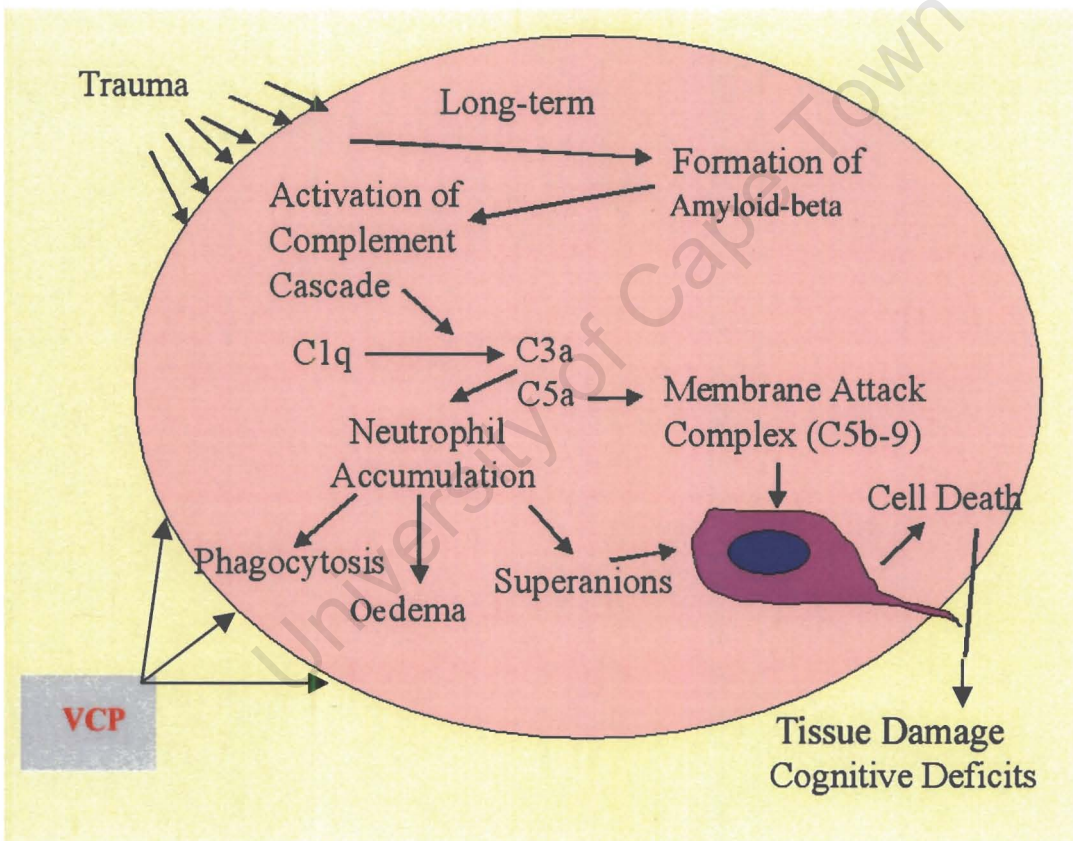 Trauma
Long-term
Formation of
Amyloid-beta
Activation of
Complement
Cascade
C1q
C3a
C5a
Membrane Attack
Complex (C5b-9)
Neutrophil
Accumulation
Cell Death
Phagocytosis
Oedema
Superanions
VCP
Tissue Damage
Cognitive Deficits
University of Cape Town